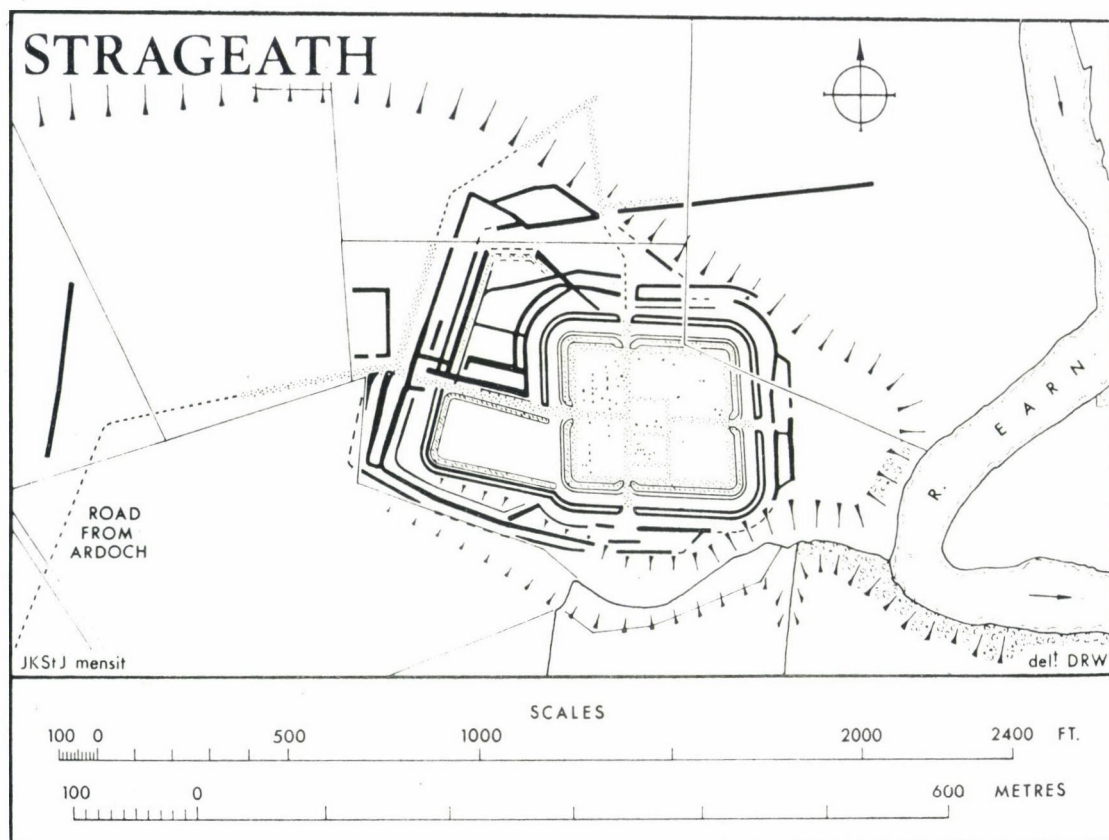 STRAGEATH
R. EARN
ROAD
FROM
ARDOCH
JKStJ mensit
delt. DRW
SCALES
100 0 500 1000 2000 2400 FT.
100 0 600 METRES